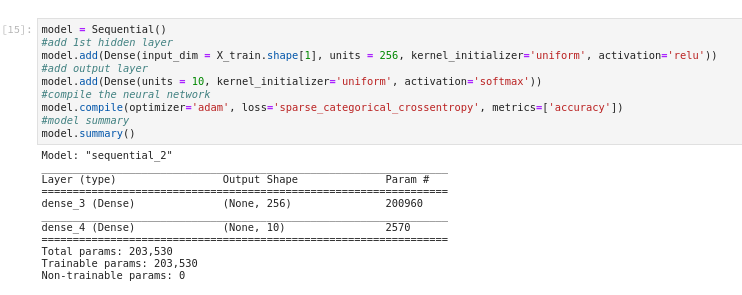 [15]: model = Sequential()
#add 1st hidden layer
model.add(Dense(input_dim = X_train.shape[1], units = 256, kernel_initializer='uniform', activation='relu'))
#add output layer
model.add(Dense(units = 10, kernel_initializer='uniform', activation='softmax'))
#compile the neural network
model.compile(optimizer='adam', loss='sparse_categorical_crossentropy', metrics=['accuracy'])
#model summary
model.summary()
Model: "sequential_2"
_________________________________________________________________
Layer (type) Output Shape Param #
=================================================================
dense_3 (Dense) (None, 256) 200960
_________________________________________________________________
dense_4 (Dense) (None, 10) 2570
=================================================================
Total params: 203,530
Trainable params: 203,530
Non-trainable params: 0